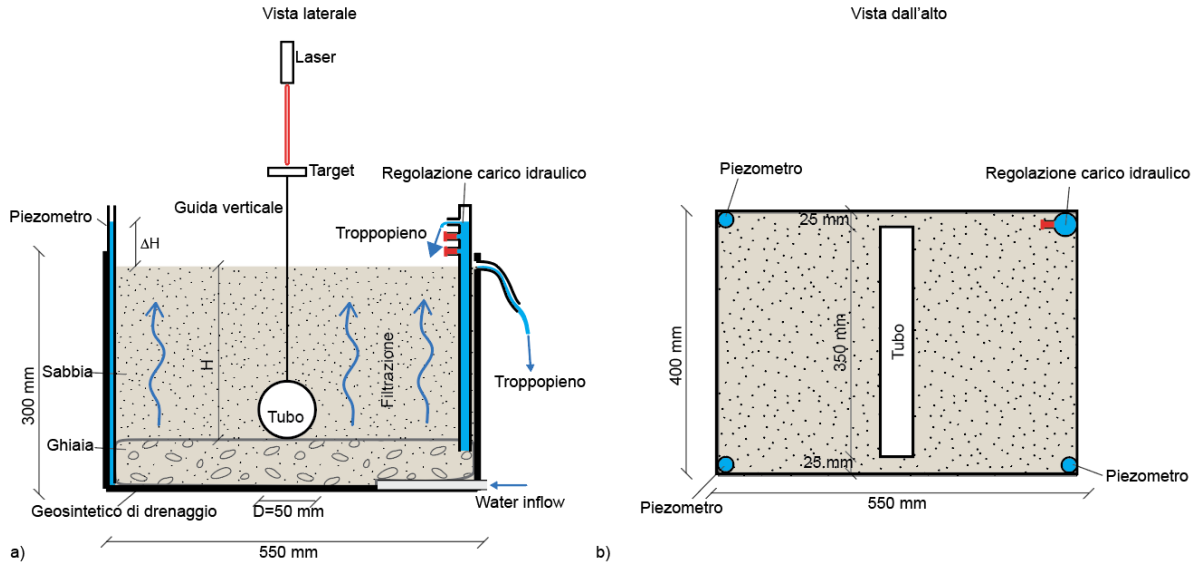 Vista laterale
Laser
Target
Regolazione carico idraulico
Piezometro
Guida verticale
ΔH
Troppopieno
300 mm
Sabbia
H
Filtrazione
Troppopieno
Tubo
Ghiaia
Geosintetico di drenaggio
D=50 mm
Water inflow
550 mm
a)
Vista dall'alto
Piezometro
Regolazione carico idraulico
25 mm
400 mm
350 mm
Tubo
25 mm
Piezometro
Piezometro
550 mm
b)